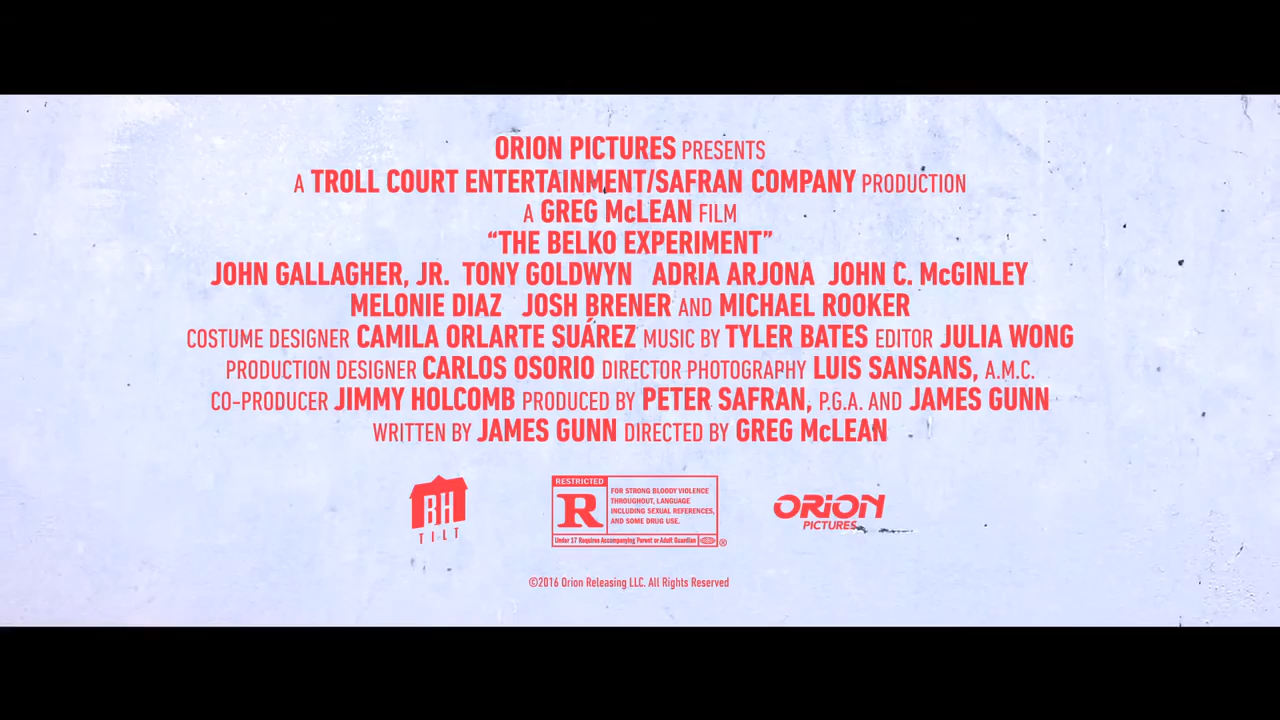 ORION PICTURES PRESENTS
A TROLL COURT ENTERTAINMENT/SAFRAN COMPANY PRODUCTION
A GREG McLEAN FILM
“THE BELKO EXPERIMENT”
JOHN GALLAGHER, JR. TONY GOLDWYN ADRIA ARJONA JOHN C. McGINLEY
MELONIE DIAZ JOSH BRENER AND MICHAEL ROOKER
COSTUME DESIGNER CAMILA ORLARTE SUÁREZ MUSIC BY TYLER BATES EDITOR JULIA WONG
PRODUCTION DESIGNER CARLOS OSORIO DIRECTOR PHOTOGRAPHY LUIS SANSANS, A.M.C.
CO-PRODUCER JIMMY HOLCOMB PRODUCED BY PETER SAFRAN, P.G.A. AND JAMES GUNN
WRITTEN BY JAMES GUNN DIRECTED BY GREG McLEAN
BH
TILT
RESTRICTED
R
FOR STRONG BLOODY VIOLENCE
THROUGHOUT, LANGUAGE
INCLUDING SEXUAL REFERENCES,
AND SOME DRUG USE.
Under 17 Requires Accompanying Parent or Adult Guardian
®
ORION
PICTURES
©2016 Orion Releasing LLC. All Rights Reserved